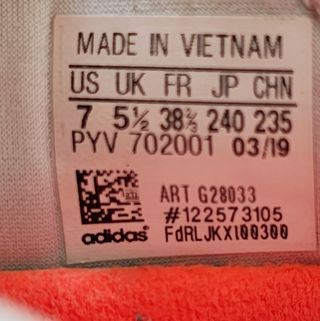 MADE IN VIETNAM
US UK FR JP CHN
7 5½ 38⅔ 240 235
PYV 702001 03/19
ART G28033
#122573105
adidas® FdRLJKX100300